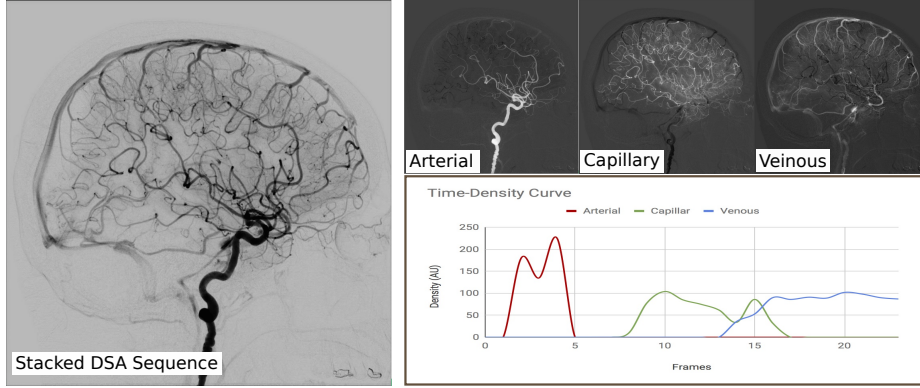 Stacked DSA Sequence
Arterial
Capillary
Veinous
Time-Density Curve
Arterial Capillar Venous
Density (AU)
250
200
150
100
50
0
0 5 10 15 20
Frames